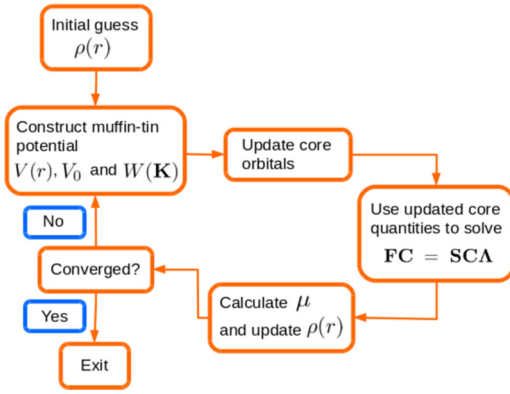 Initial guess
ρ(r)
Construct muffin-tin
potential
V(r), V₀ and W(𝐊)
Update core
orbitals
Use updated core
quantities to solve
𝐅𝐂 = 𝐒𝐂𝚲
No
Converged?
Calculate μ
and update ρ(r)
Yes
Exit